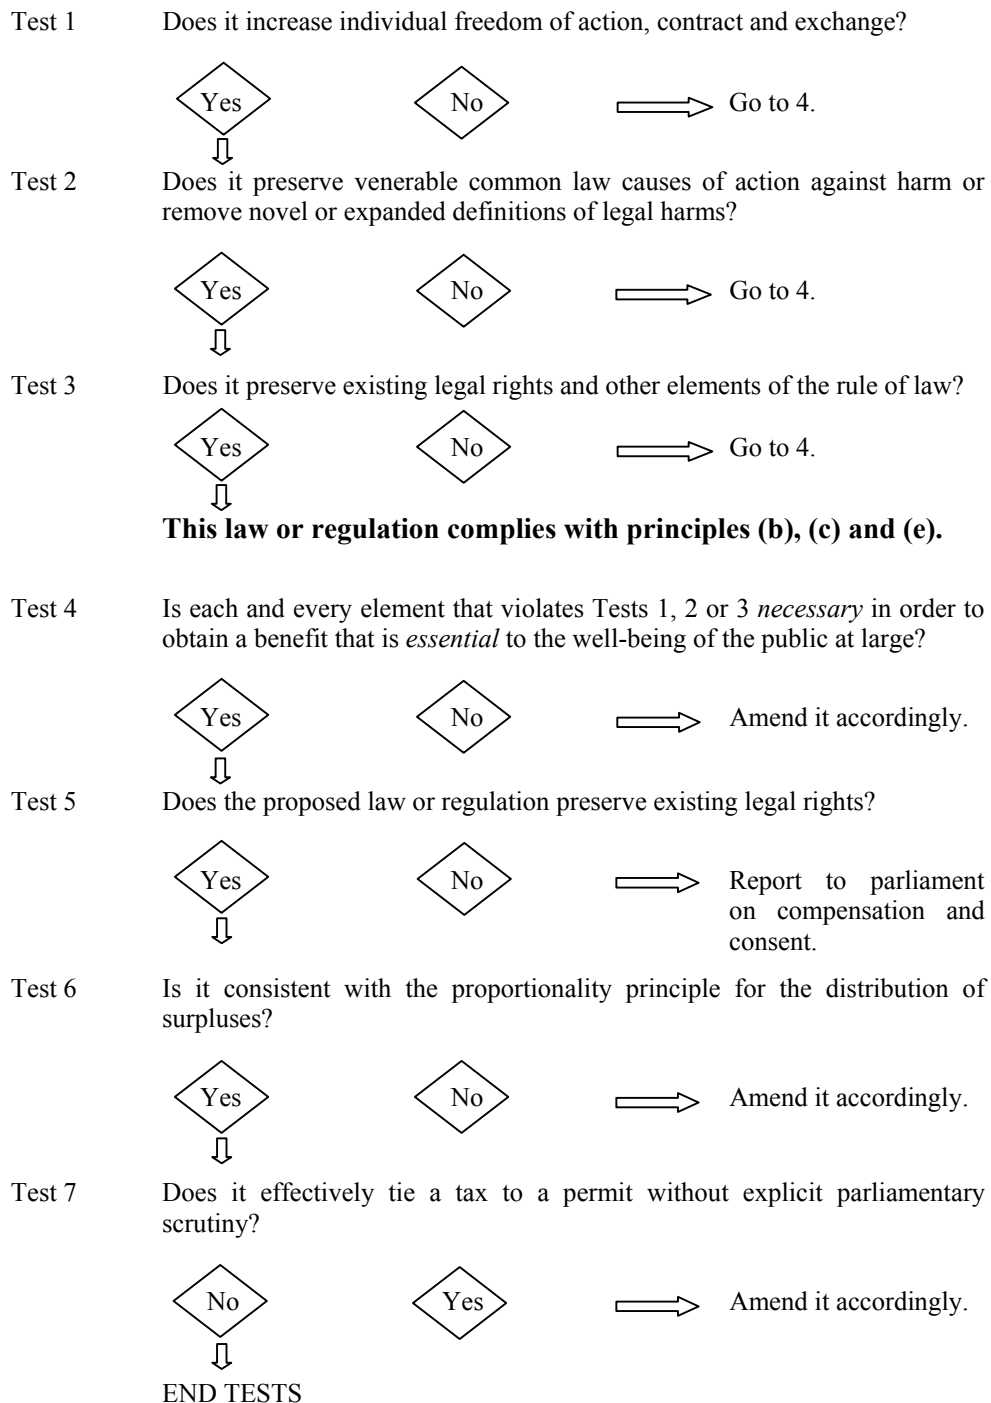 Test 1 Does it increase individual freedom of action, contract and exchange?
Yes No Go to 4.
Test 2 Does it preserve venerable common law causes of action against harm or
remove novel or expanded definitions of legal harms?
Yes No Go to 4.
Test 3 Does it preserve existing legal rights and other elements of the rule of law?
Yes No Go to 4.
This law or regulation complies with principles (b), (c) and (e).
Test 4 Is each and every element that violates Tests 1, 2 or 3 necessary in order to
obtain a benefit that is essential to the well-being of the public at large?
Yes No Amend it accordingly.
Test 5 Does the proposed law or regulation preserve existing legal rights?
Yes No Report to parliament
on compensation and
consent.
Test 6 Is it consistent with the proportionality principle for the distribution of
surpluses?
Yes No Amend it accordingly.
Test 7 Does it effectively tie a tax to a permit without explicit parliamentary
scrutiny?
No Yes Amend it accordingly.
END TESTS